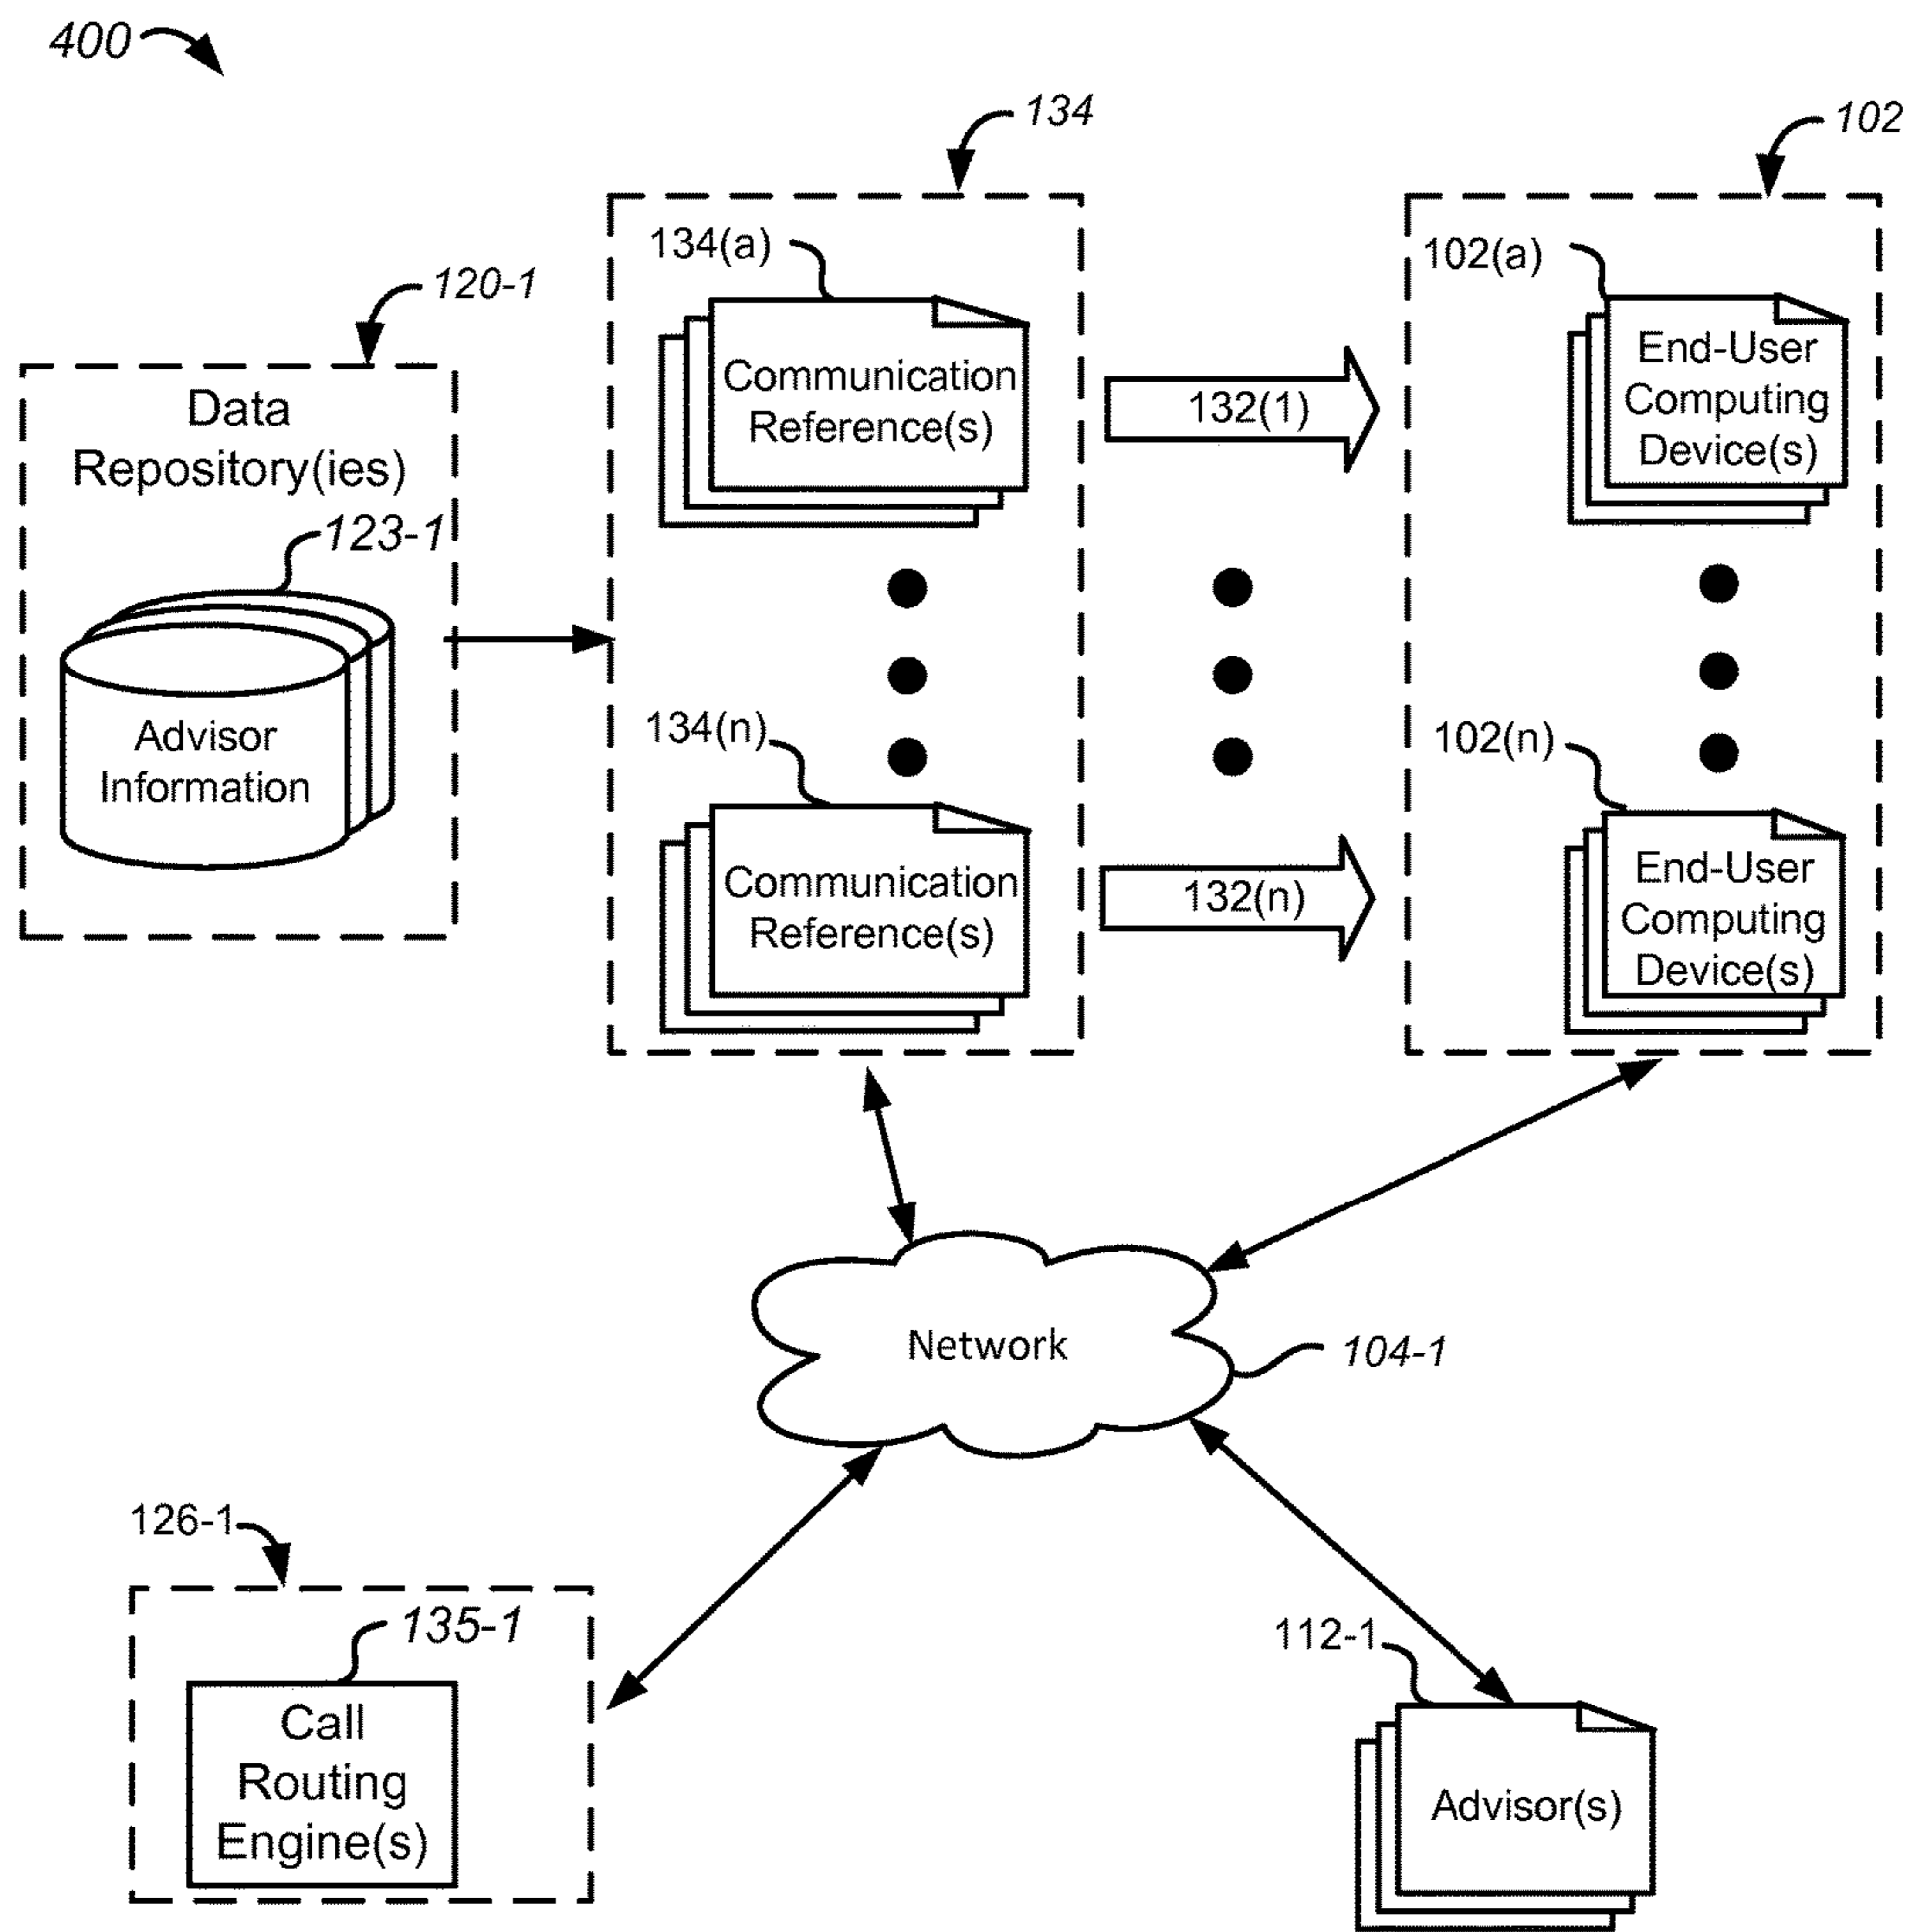 400
134
102
134(a)
102(a)
120-1
Data
Repository(ies)
123-1
Advisor
Information
Communication
Reference(s)
132(1)
End-User
Computing
Device(s)
134(n)
102(n)
Communication
Reference(s)
132(n)
End-User
Computing
Device(s)
Network
104-1
126-1
135-1
Call
Routing
Engine(s)
112-1
Advisor(s)